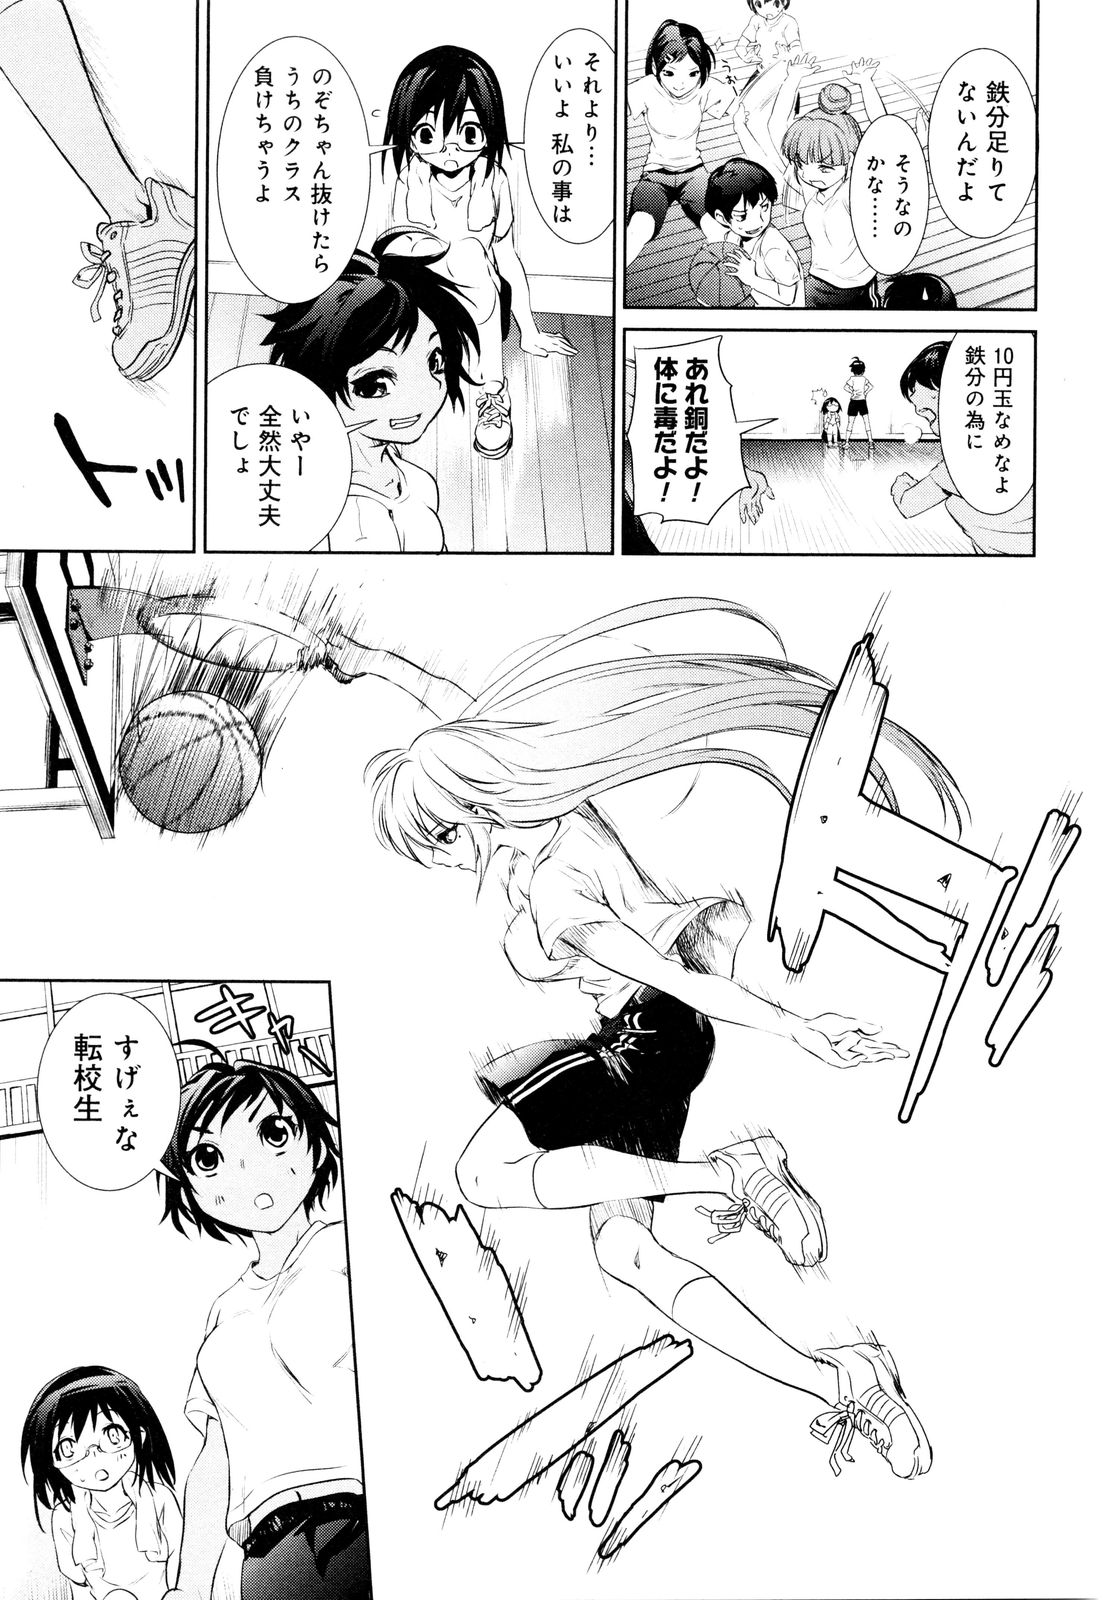 鉄分足りて
ないんだよ
そうなの
かな……
うお
10円玉なめなよ
鉄分の為に
あれ銅だよ！
体に毒だよ！
それより…
いいよ 私の事は
のぞちゃん抜けたら
うちのクラス
負けちゃうよ
いやー
全然大丈夫
でしょ
トッ
キャー
すげぇな
転校生